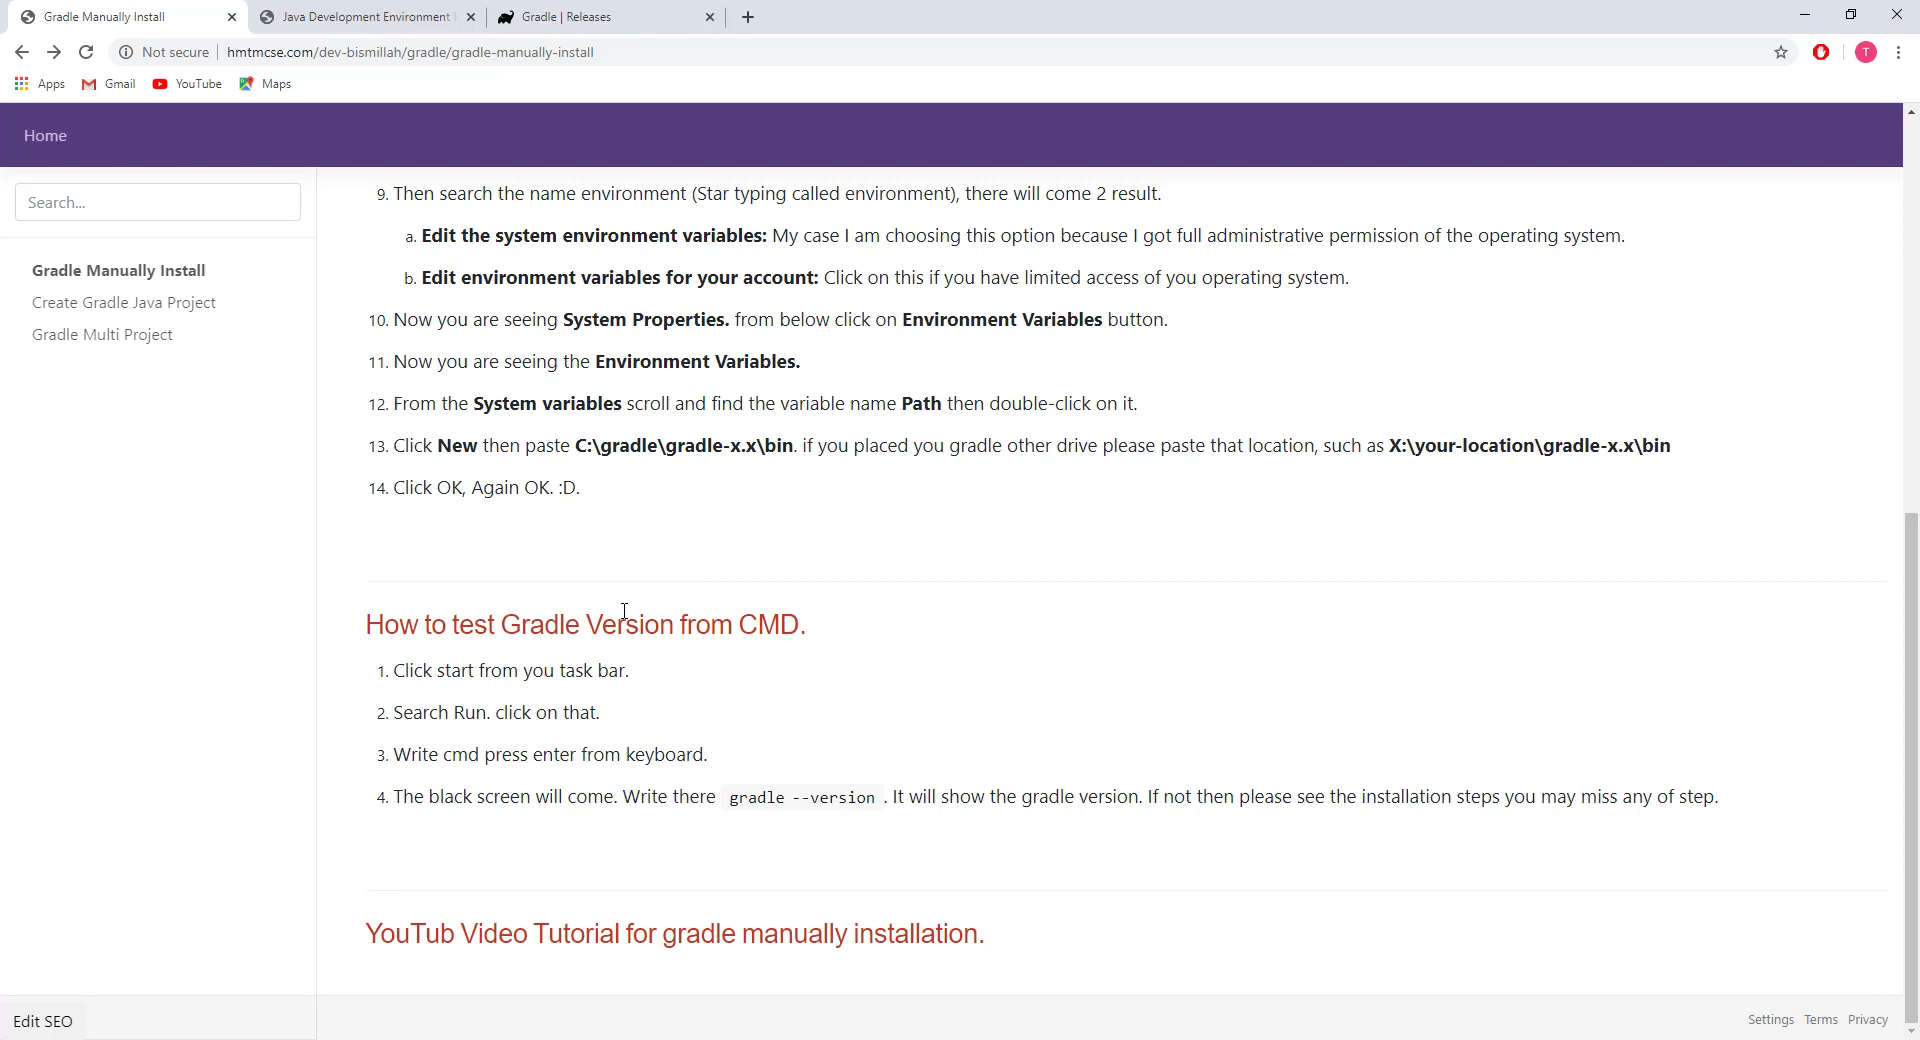 Gradle Manually Install
Java Development Environment
Gradle | Releases
Not secure
hmtmcse.com/dev-bismillah/gradle/gradle-manually-install
T
Apps
Gmail
YouTube
Maps
Home
Search...
Gradle Manually Install
Create Gradle Java Project
Gradle Multi Project
9. Then search the name environment (Star typing called environment), there will come 2 result.
a. Edit the system environment variables: My case I am choosing this option because I got full administrative permission of the operating system.
b. Edit environment variables for your account: Click on this if you have limited access of you operating system.
10. Now you are seeing System Properties. from below click on Environment Variables button.
11. Now you are seeing the Environment Variables.
12. From the System variables scroll and find the variable name Path then double-click on it.
13. Click New then paste C:\gradle\gradle-x.x\bin. if you placed you gradle other drive please paste that location, such as X:\your-location\gradle-x.x\bin
14. Click OK, Again OK. :D.
How to test Gradle Version from CMD.
1. Click start from you task bar.
2. Search Run. click on that.
3. Write cmd press enter from keyboard.
4. The black screen will come. Write there gradle --version . It will show the gradle version. If not then please see the installation steps you may miss any of step.
YouTub Video Tutorial for gradle manually installation.
Edit SEO
Settings Terms Privacy